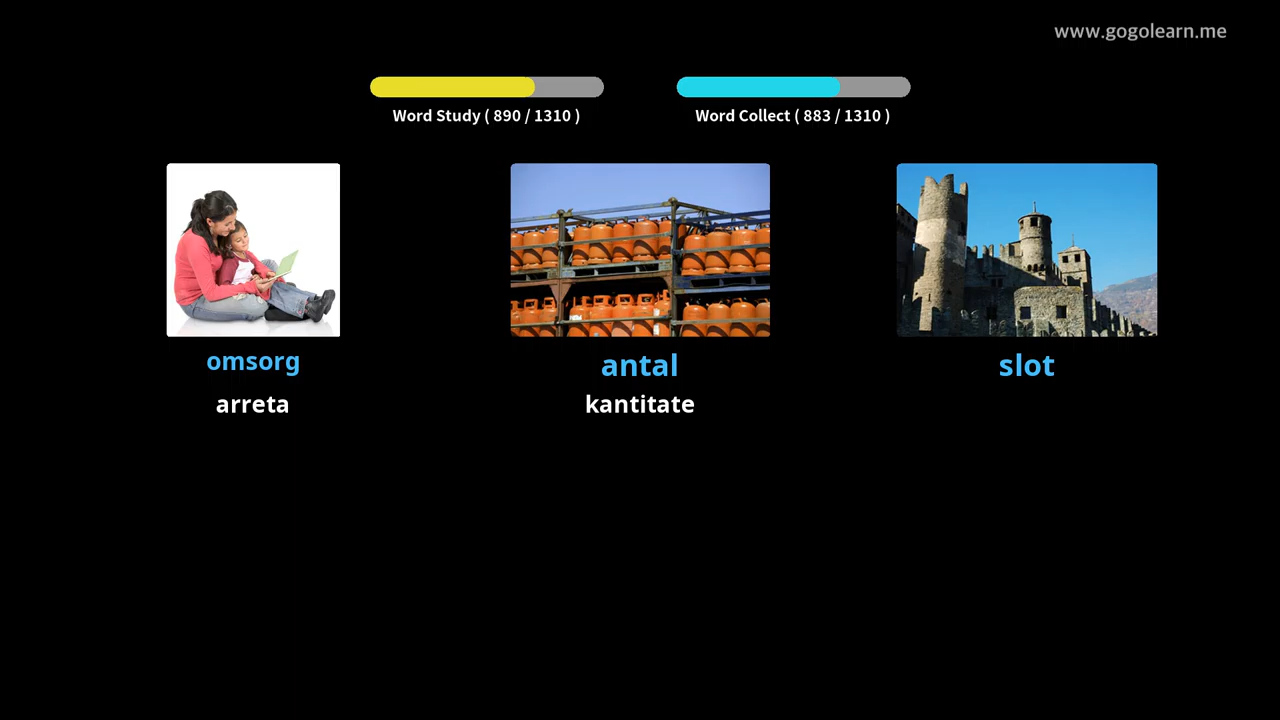 www.gogolearn.me
Word Study ( 890 / 1310 )
Word Collect ( 883 / 1310 )
omsorg
antal
slot
arreta
kantitate